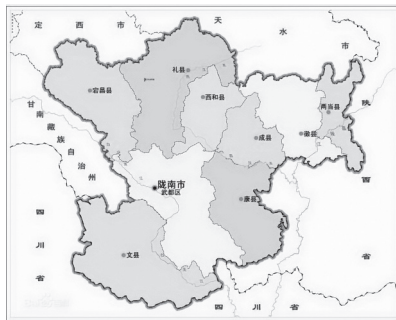 定西市
天水市
陕西省
甘南藏族自治州
四川省
四川省
礼县
宕昌县
西和县
两当县
成县
徽县
陇南市
武都区
康县
文县